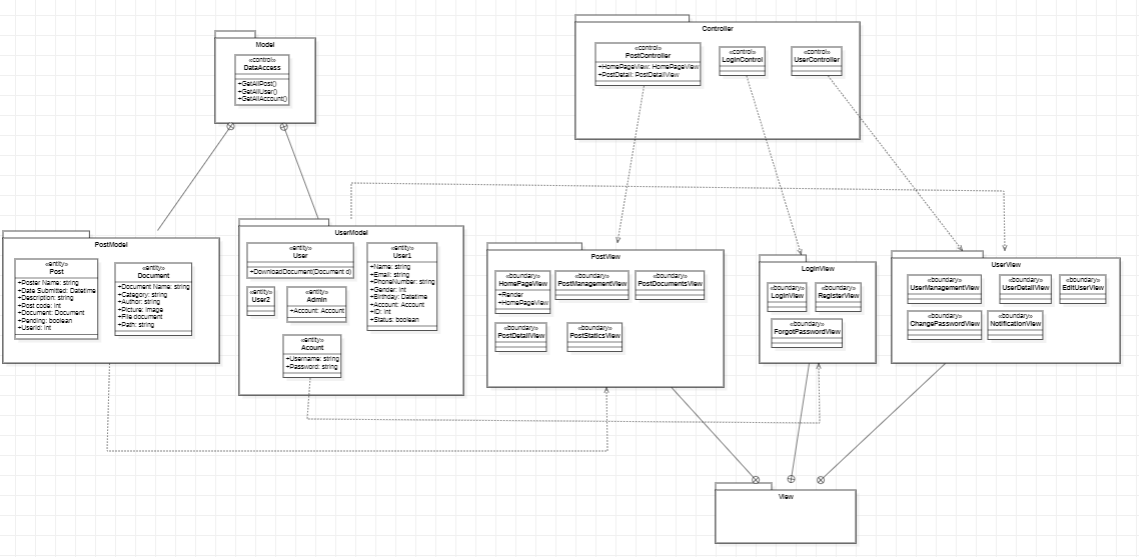 Model
«control»
DataAccess
+GetAllPost()
+GetAllUser()
+GetAllAccount()
Controller
«control»
PostController
+HomePageView: HomePageView
+PostDetail: PostDetailView
«control»
LoginControl
«control»
UserController
PostModel
«entity»
Post
+Poster Name: string
+Date Submitted: Datetime
+Description: string
+Post code: int
+Document: Document
+Pending: boolean
+UserId: int
«entity»
Document
+Document Name: string
+Category: string
+Author: string
+Picture: Image
+File document
+Path: string
UserModel
«entity»
User
+DownloadDocument(Document d)
«entity»
User1
+Name: string
+Email: string
+PhoneNumber: string
+Gender: int
+Birthday: Datetime
+Account: Account
+ID: int
+Status: boolean
«entity»
User2
«entity»
Admin
+Account: Account
«entity»
Acount
+Username: string
+Password: string
PostView
«boundary»
HomePageView
+Render
+HomePageView
«boundary»
PostManagementView
«boundary»
PostDocumentsView
«boundary»
PostDetailView
«boundary»
PostStaticsView
LoginView
«boundary»
LoginView
«boundary»
RegisterView
«boundary»
ForgotPasswordView
UserView
«boundary»
UserManagementView
«boundary»
UserDetailView
«boundary»
EditUserView
«boundary»
ChangePasswordView
«boundary»
NotificationView
View